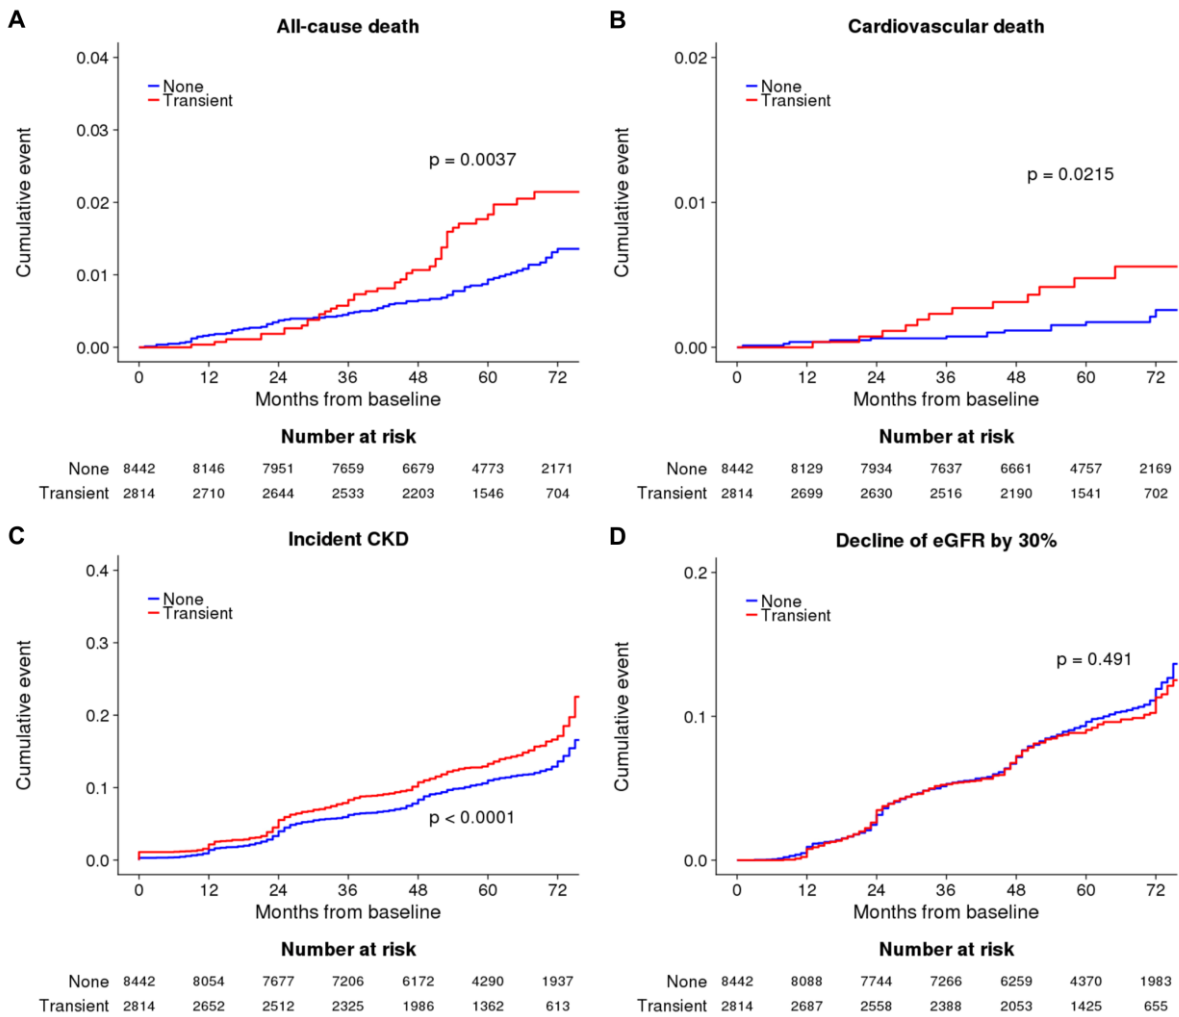 A
All-cause death
0.04
0.03
0.02
0.01
0.00
Cumulative event
None
Transient
p = 0.0037
0 12 24 36 48 60 72
Months from baseline
Number at risk
None 8442 8146 7951 7659 6679 4773 2171
Transient 2814 2710 2644 2533 2203 1546 704
B
Cardiovascular death
0.02
0.01
0.00
Cumulative event
None
Transient
p = 0.0215
0 12 24 36 48 60 72
Months from baseline
Number at risk
None 8442 8129 7934 7637 6661 4757 2169
Transient 2814 2699 2630 2516 2190 1541 702
C
Incident CKD
0.4
0.3
0.2
0.1
0.0
Cumulative event
None
Transient
p < 0.0001
0 12 24 36 48 60 72
Months from baseline
Number at risk
None 8442 8054 7677 7206 6172 4290 1937
Transient 2814 2652 2512 2325 1986 1362 613
D
Decline of eGFR by 30%
0.2
0.1
0.0
Cumulative event
None
Transient
p = 0.491
0 12 24 36 48 60 72
Months from baseline
Number at risk
None 8442 8088 7744 7266 6259 4370 1983
Transient 2814 2687 2558 2388 2053 1425 655